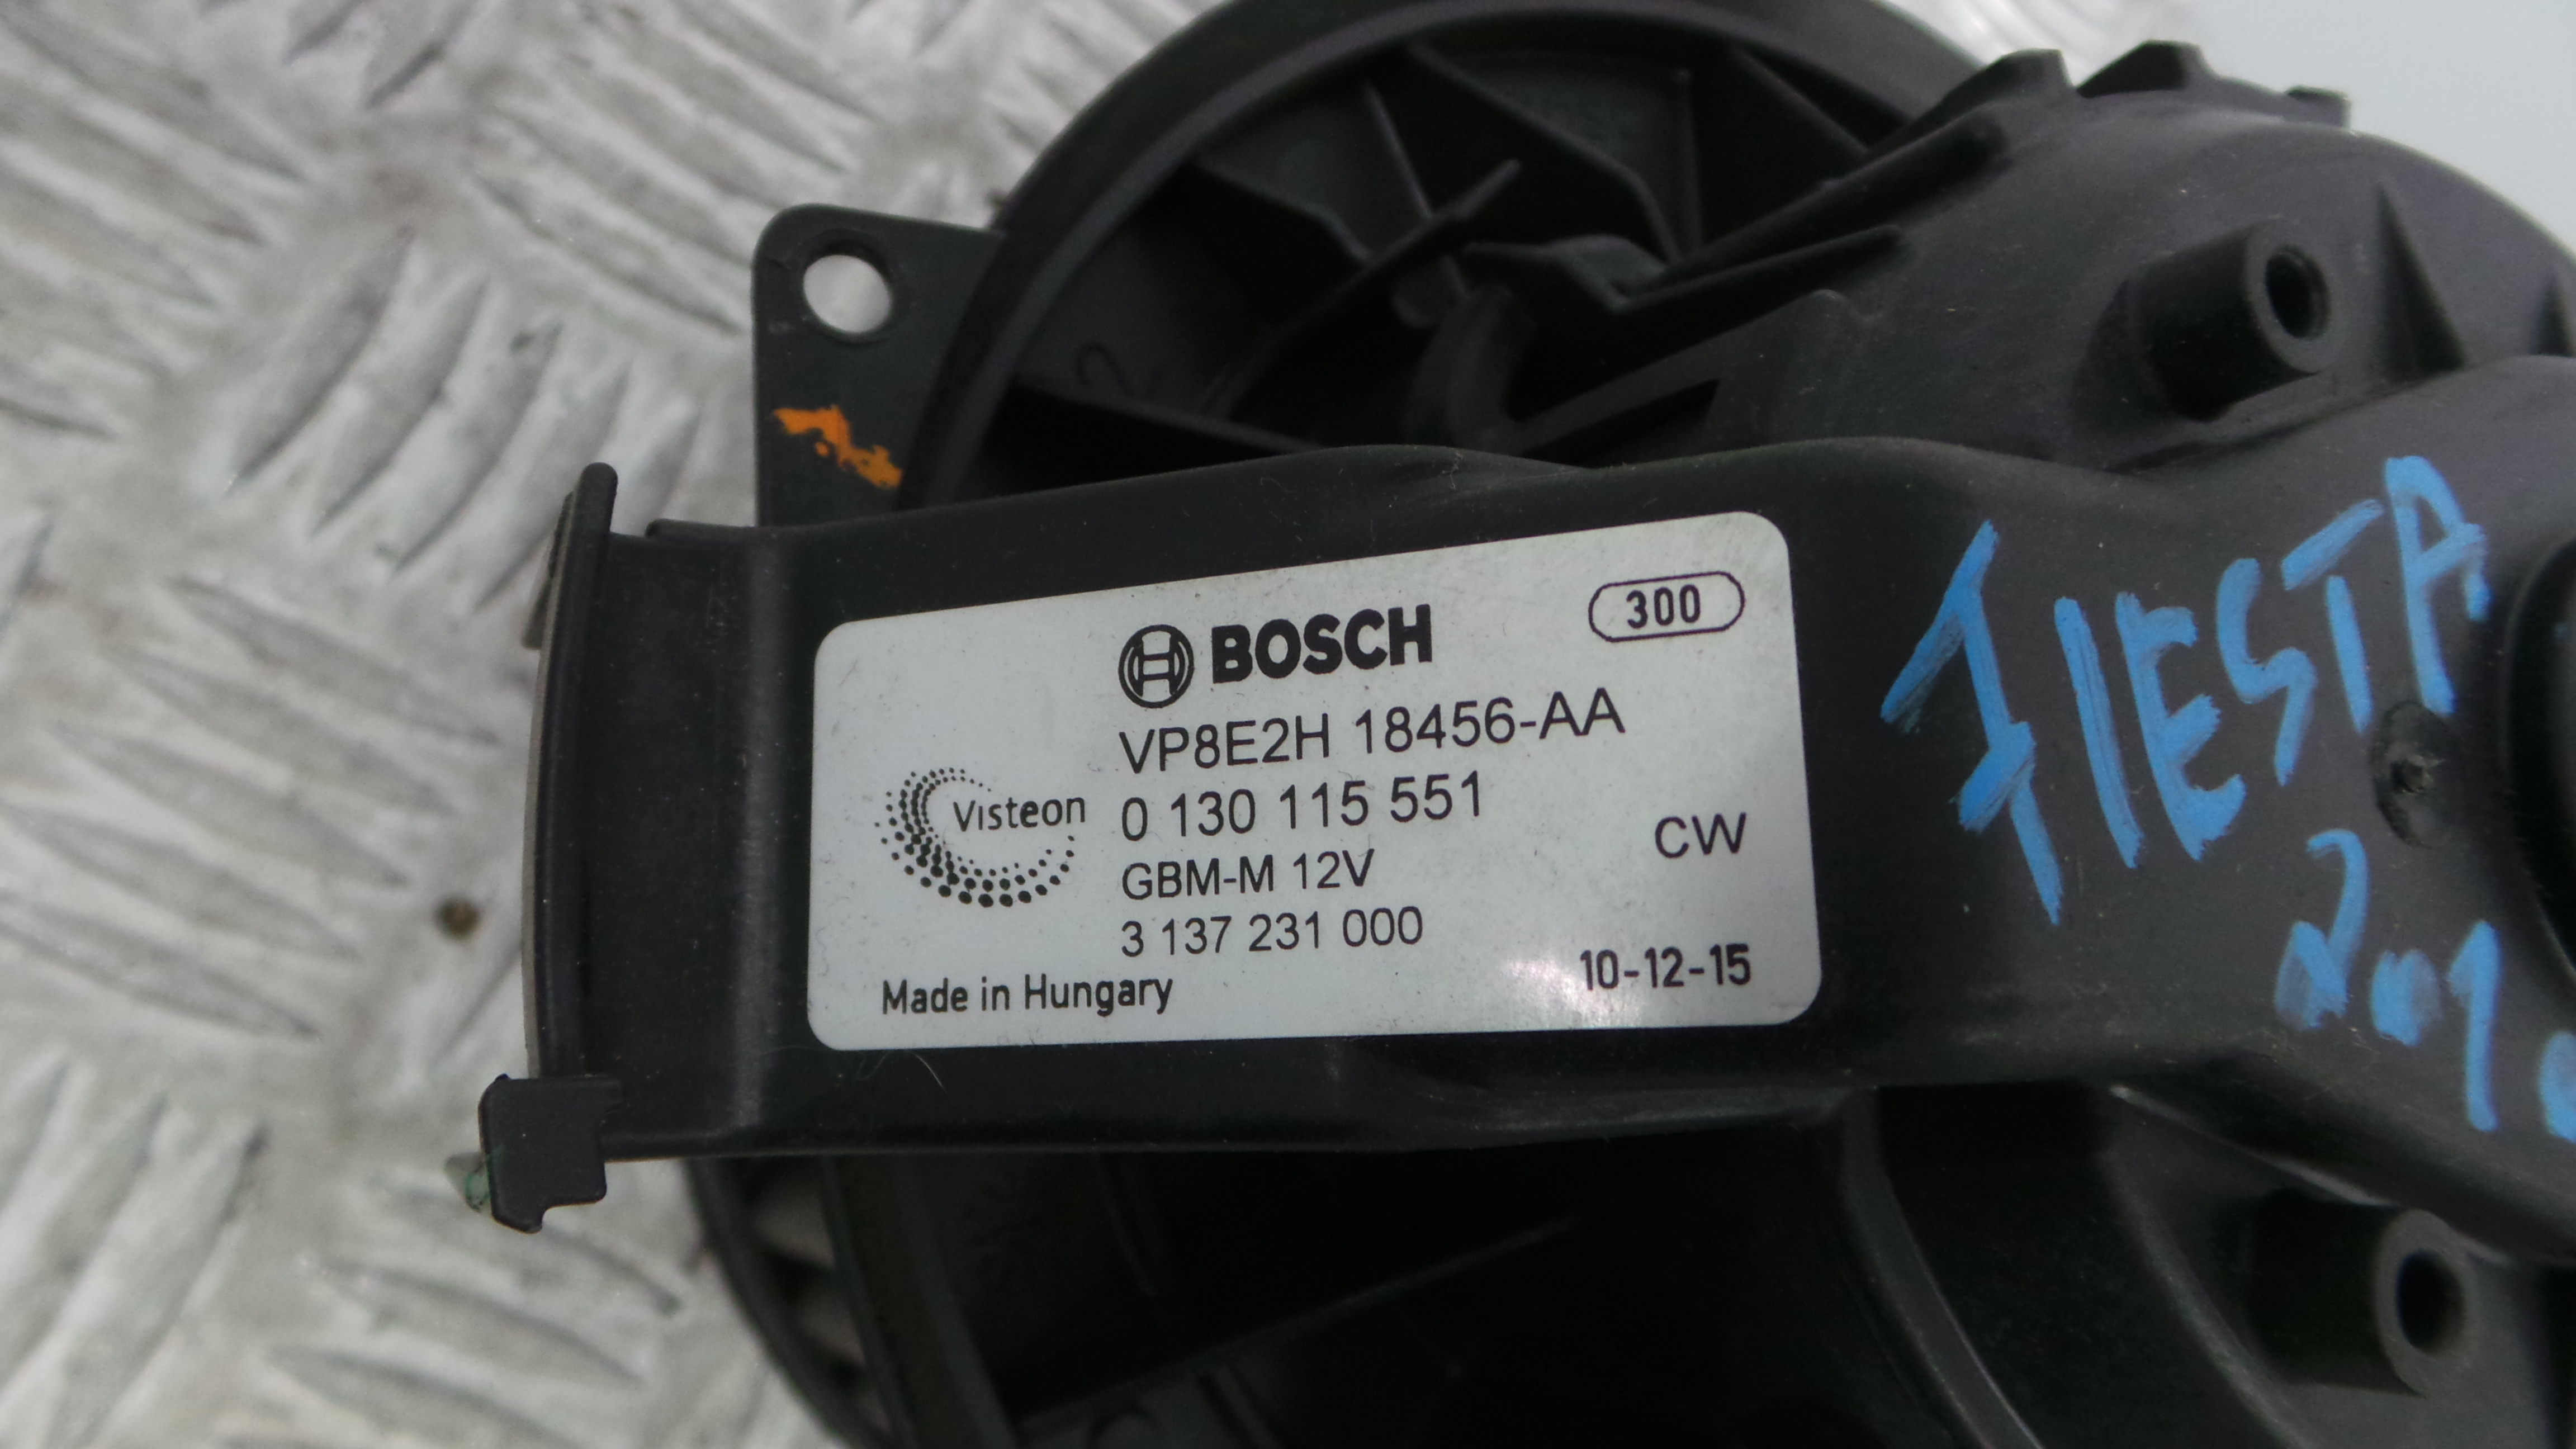 BOSCH
300
VP8E2H 18456-AA
Visteon
0 130 115 551
CW
GBM-M 12V
3 137 231 000
Made in Hungary
10-12-15
FIESTA